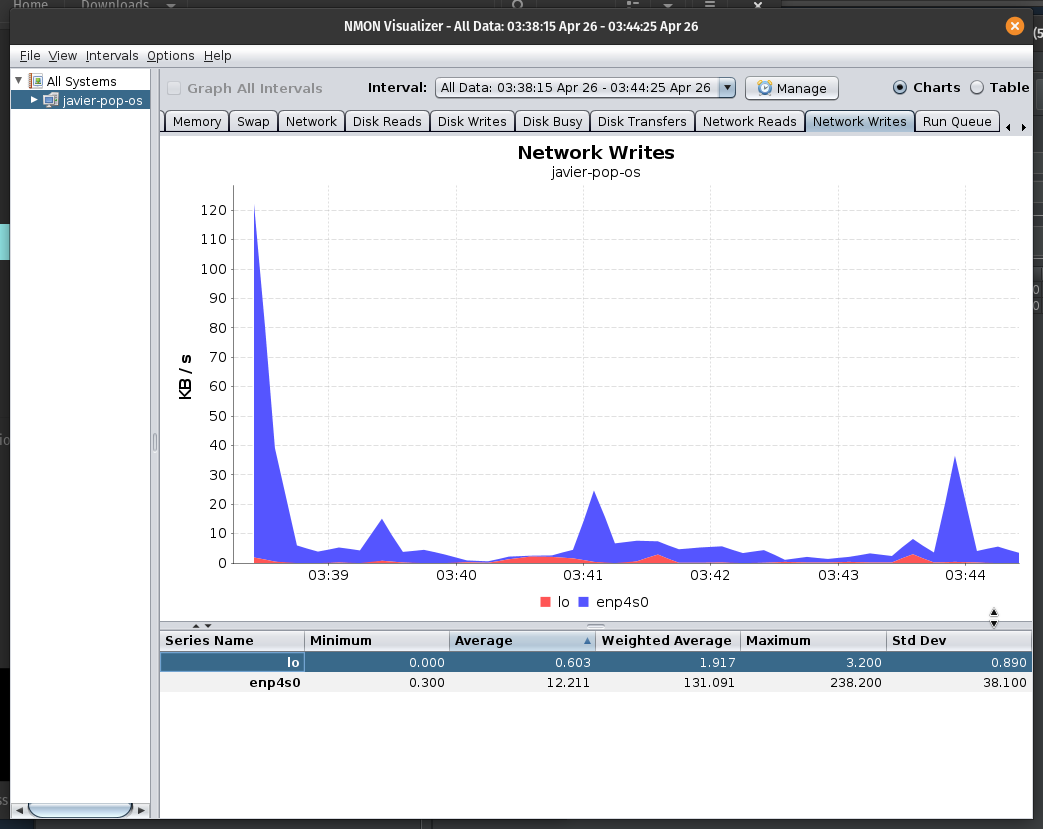 Home Downloads
NMON Visualizer - All Data: 03:38:15 Apr 26 - 03:44:25 Apr 26
File View Intervals Options Help
All Systems
javier-pop-os
Graph All Intervals Interval: All Data: 03:38:15 Apr 26 - 03:44:25 Apr 26 Manage Charts Table
Memory Swap Network Disk Reads Disk Writes Disk Busy Disk Transfers Network Reads Network Writes Run Queue
Network Writes
javier-pop-os
KB / s
120
110
100
90
80
70
60
50
40
30
20
10
0
03:39 03:40 03:41 03:42 03:43 03:44
lo enp4s0
Series Name Minimum Average Weighted Average Maximum Std Dev
lo 0.000 0.603 1.917 3.200 0.890
enp4s0 0.300 12.211 131.091 238.200 38.100